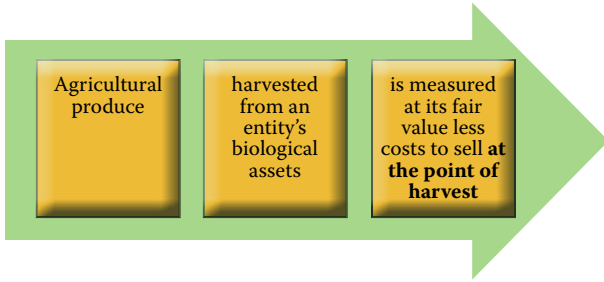 Agricultural
produce
harvested
from an
entity’s
biological
assets
is measured
at its fair
value less
costs to sell at
the point of
harvest